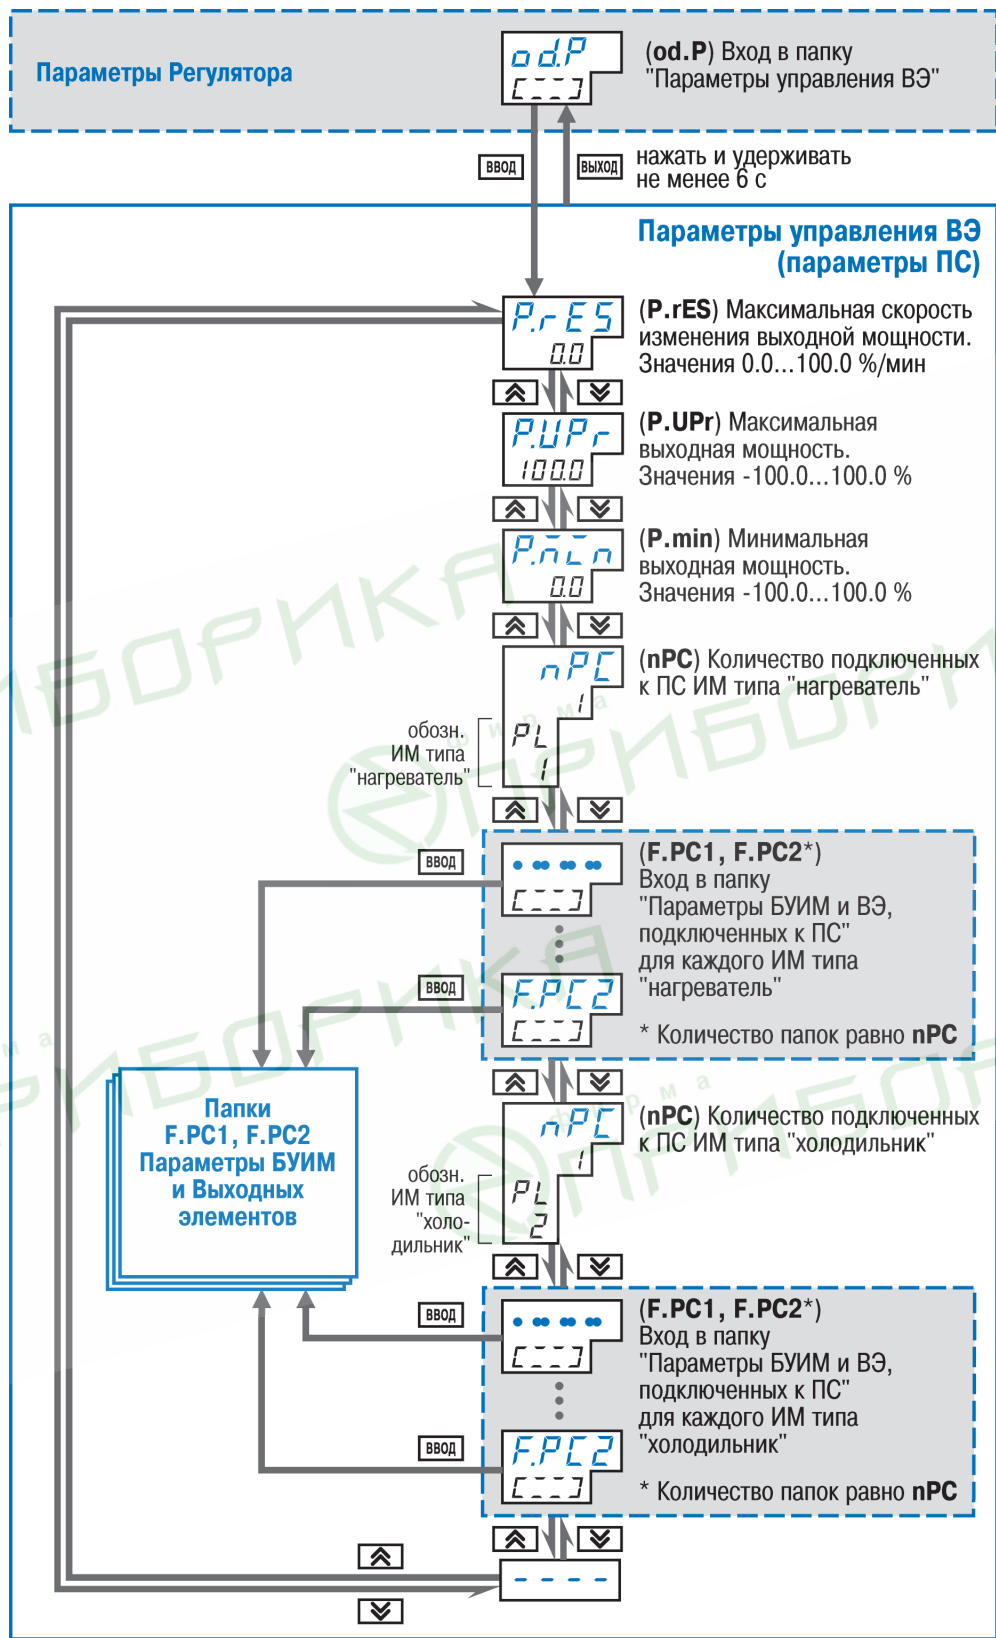 Параметры Регулятора
od.P
(od.P) Вход в папку
"Параметры управления ВЭ"
ВВОД
ВЫХОД
нажать и удерживать
не менее 6 с
Параметры управления ВЭ
(параметры ПС)
P.rES
0.0
(P.rES) Максимальная скорость
изменения выходной мощности.
Значения 0.0...100.0 %/мин
P.UPr
100.0
(P.UPr) Максимальная
выходная мощность.
Значения -100.0...100.0 %
P.min
0.0
(P.min) Минимальная
выходная мощность.
Значения -100.0...100.0 %
nPC
1
PL
1
(nPC) Количество подключенных
к ПС ИМ типа "нагреватель"
обозн.
ИМ типа
"нагреватель"
ВВОД
(F.PC1, F.PC2*)
Вход в папку
"Параметры БУИМ и ВЭ,
подключенных к ПС"
для каждого ИМ типа
"нагреватель"
ВВОД
F.PC2
* Количество папок равно nPC
Папки
F.PC1, F.PC2
Параметры БУИМ
и Выходных
элементов
nPC
1
PL
2
(nPC) Количество подключенных
к ПС ИМ типа "холодильник"
обозн.
ИМ типа
"холо-
дильник"
ВВОД
(F.PC1, F.PC2*)
Вход в папку
"Параметры БУИМ и ВЭ,
подключенных к ПС"
для каждого ИМ типа
"холодильник"
ВВОД
F.PC2
* Количество папок равно nPC
- - - -
фирма
ПРИБОРИКА